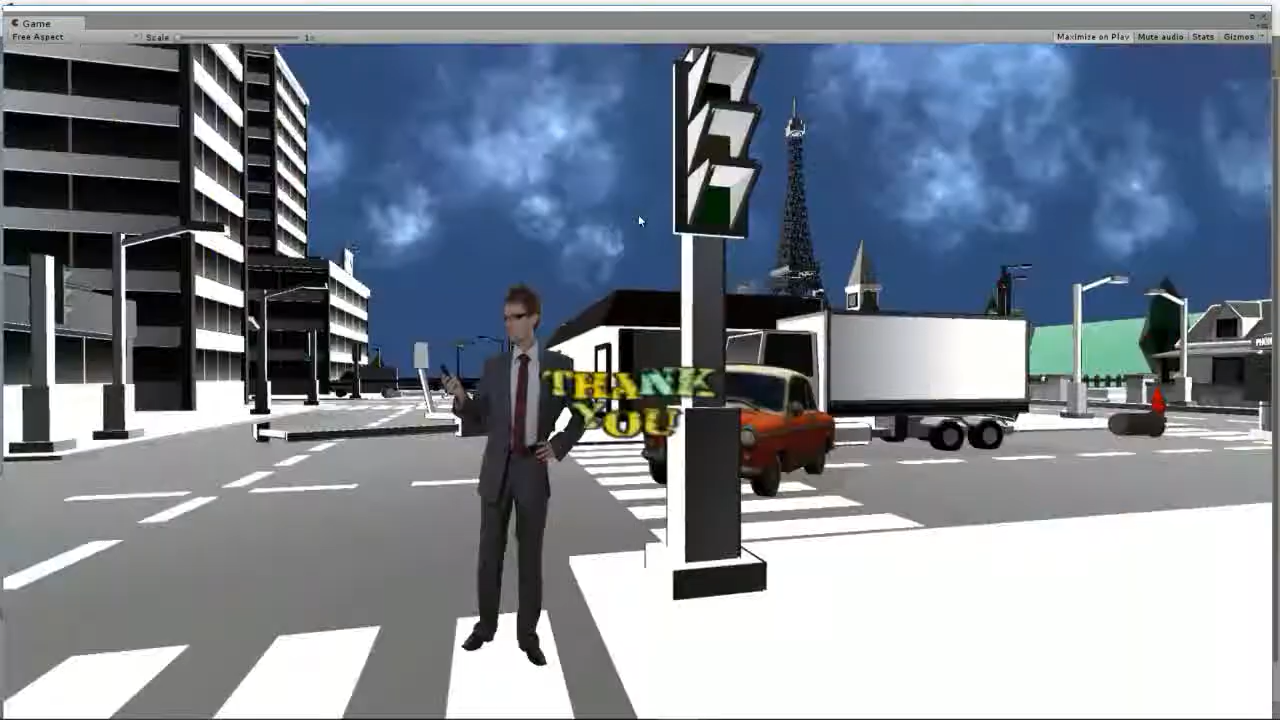 Game
Free Aspect
Scale
1x
Maximize on Play
Mute audio
Stats
Gizmos
THANK
YOU